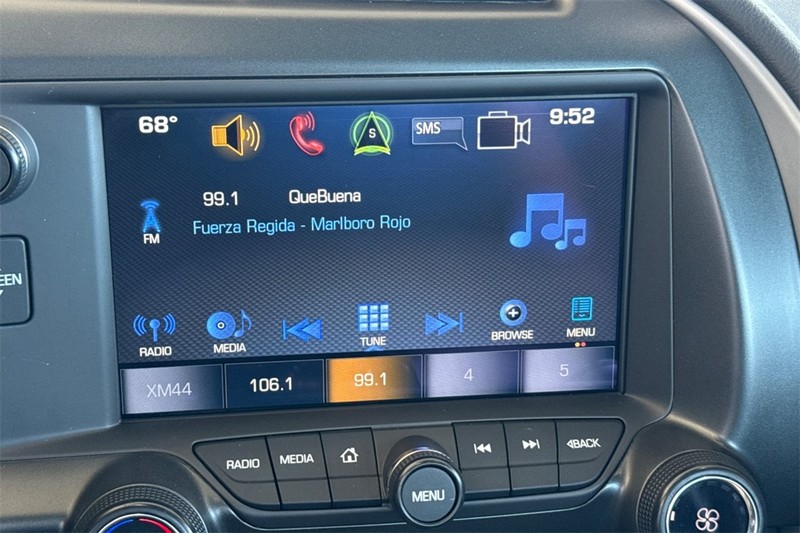 68°
S
SMS
9:52
99.1 QueBuena
FM
Fuerza Regida - Marlboro Rojo
RADIO
MEDIA
TUNE
BROWSE
MENU
XM44
106.1
99.1
4
5
EEN
RADIO
MEDIA
BACK
MENU